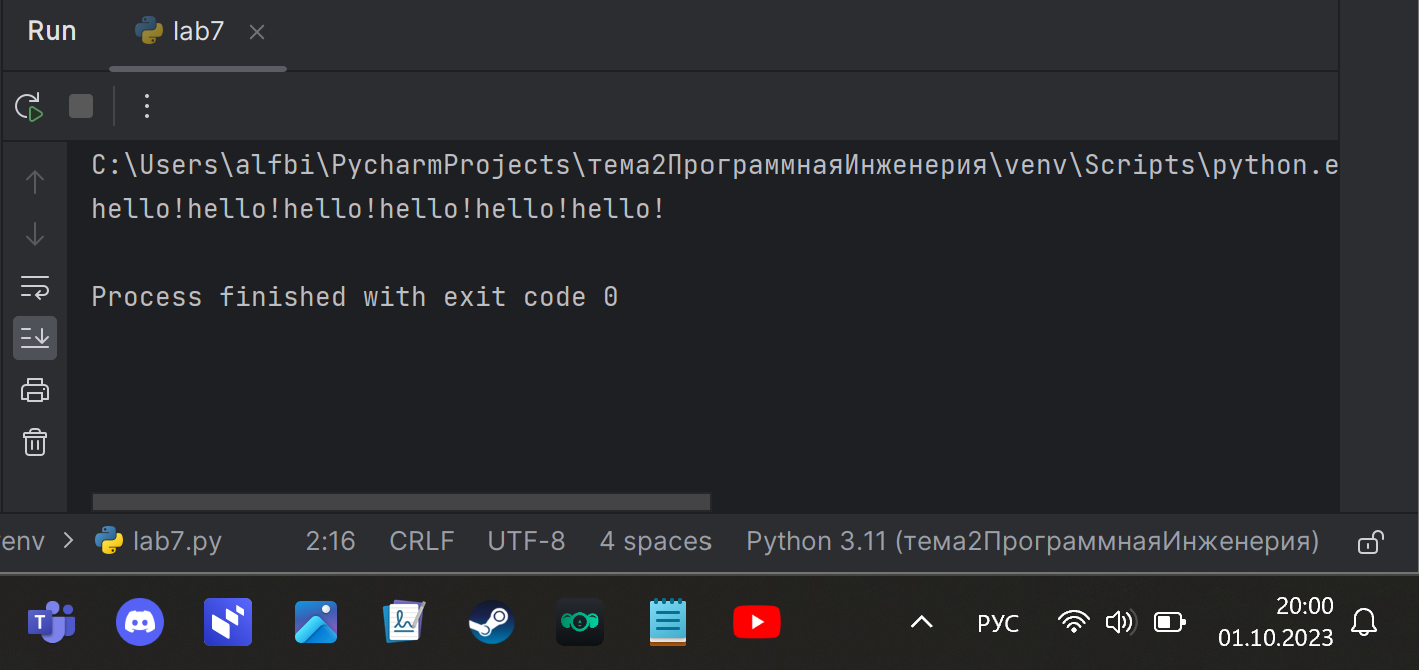 Run lab7
C:\Users\alfbi\PycharmProjects\тема2ПрограммнаяИнженерия\venv\Scripts\python.e
hello!hello!hello!hello!hello!hello!
Process finished with exit code 0
env > lab7.py 2:16 CRLF UTF-8 4 spaces Python 3.11 (тема2ПрограммнаяИнженерия)
T РУС 20:00
01.10.2023